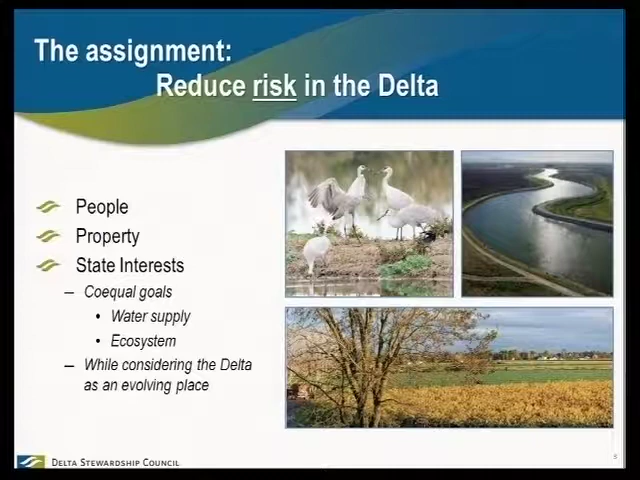 The assignment:
Reduce risk in the Delta
People
Property
State Interests
– Coequal goals
• Water supply
• Ecosystem
– While considering the Delta
as an evolving place
DELTA STEWARDSHIP COUNCIL